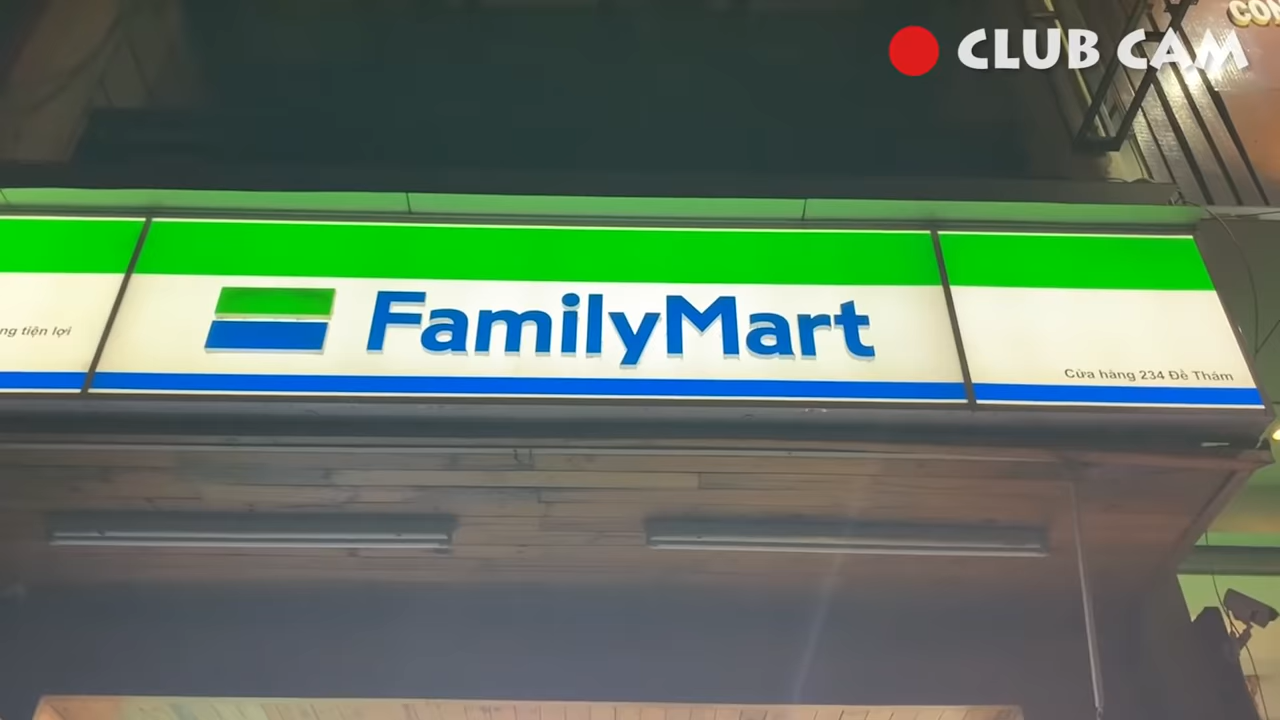 CLUB CAM
FamilyMart
ng tiện lợi
Cửa hàng 234 Đề Thám